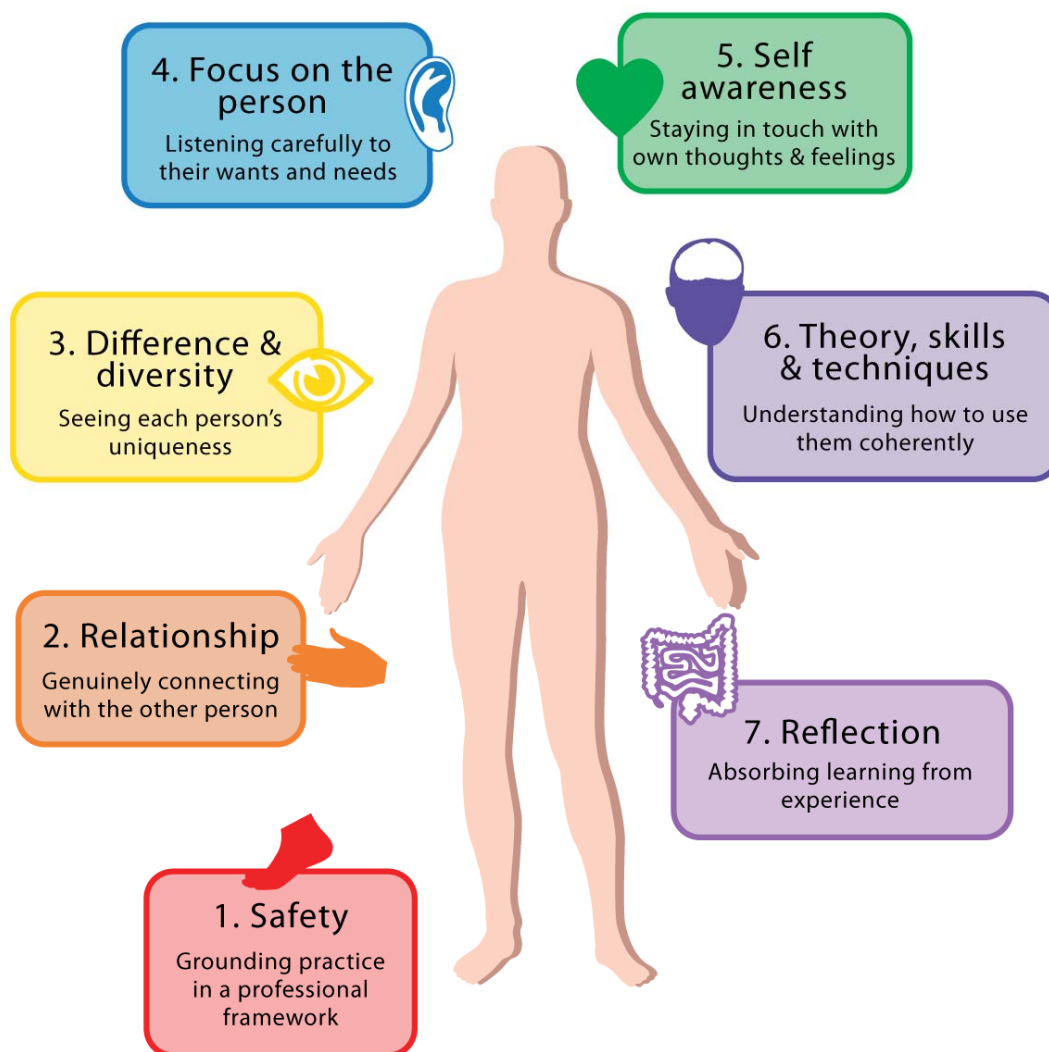 4. Focus on the
person
Listening carefully to
their wants and needs
5. Self
awareness
Staying in touch with
own thoughts & feelings
3. Difference &
diversity
Seeing each person’s
uniqueness
6. Theory, skills
& techniques
Understanding how to use
them coherently
2. Relationship
Genuinely connecting
with the other person
7. Reflection
Absorbing learning from
experience
1. Safety
Grounding practice
in a professional
framework